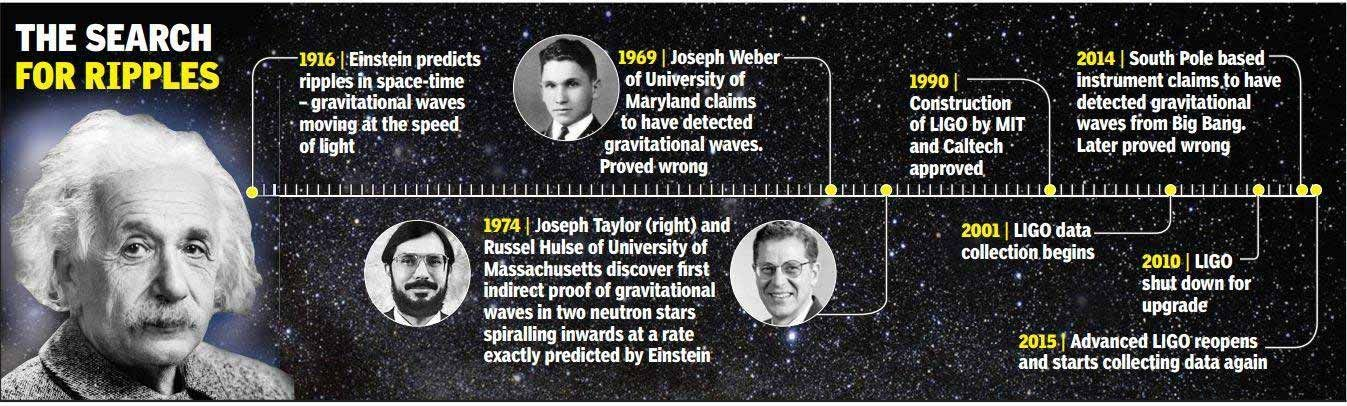 THE SEARCH
FOR RIPPLES
1916 | Einstein predicts
ripples in space-time
– gravitational waves
moving at the speed
of light
1969 | Joseph Weber
of University of
Maryland claims
to have detected
gravitational waves.
Proved wrong
1974 | Joseph Taylor (right) and
Russel Hulse of University of
Massachusetts discover first
indirect proof of gravitational
waves in two neutron stars
spiralling inwards at a rate
exactly predicted by Einstein
1990 |
Construction
of LIGO by MIT
and Caltech
approved
2001 | LIGO data
collection begins
2010 | LIGO
shut down for
upgrade
2014 | South Pole based
instrument claims to have
detected gravitational
waves from Big Bang.
Later proved wrong
2015 | Advanced LIGO reopens
and starts collecting data again